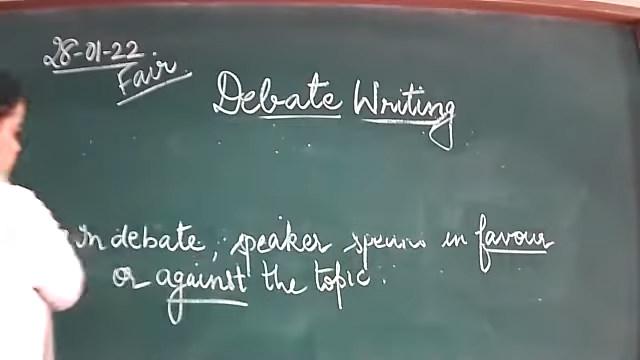 28-01-22.
Fair
Debate Writing
In debate, speaker speaks in favour
or against the topic.